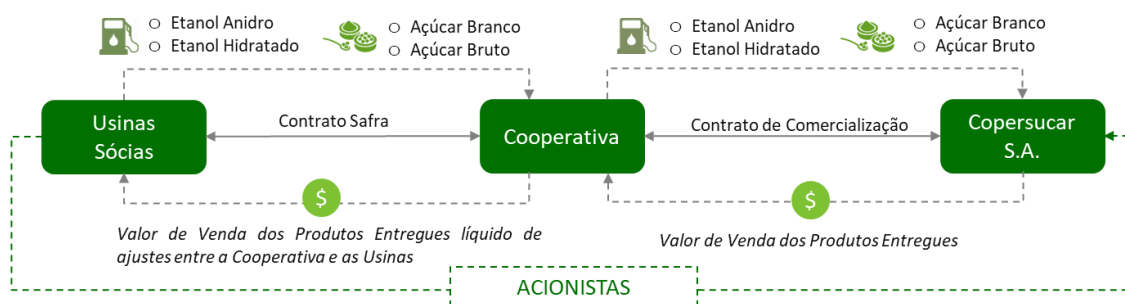 ○ Etanol Anidro
○ Etanol Hidratado
○ Açúcar Branco
○ Açúcar Bruto
○ Etanol Anidro
○ Etanol Hidratado
○ Açúcar Branco
○ Açúcar Bruto
Usinas
Sócias
Contrato Safra
Cooperativa
Contrato de Comercialização
Copersucar
S.A.
$
$
Valor de Venda dos Produtos Entregues líquido de
ajustes entre a Cooperativa e as Usinas
Valor de Venda dos Produtos Entregues
ACIONISTAS